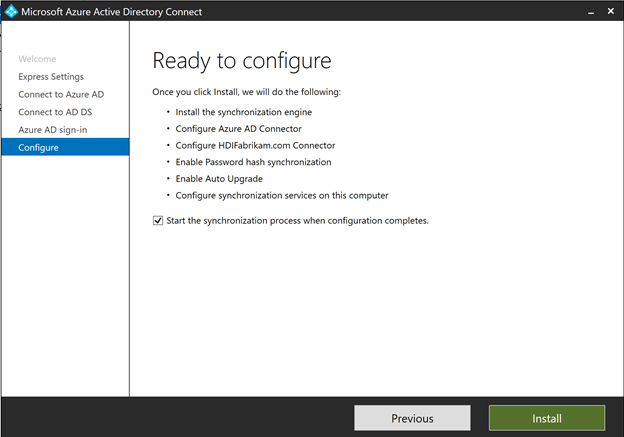 Microsoft Azure Active Directory Connect
Welcome
Express Settings
Connect to Azure AD
Connect to AD DS
Azure AD sign-in
Configure
Ready to configure
Once you click Install, we will do the following:
• Install the synchronization engine
• Configure Azure AD Connector
• Configure HDIFabrikam.com Connector
• Enable Password hash synchronization
• Enable Auto Upgrade
• Configure synchronization services on this computer
Start the synchronization process when configuration completes.
Previous
Install